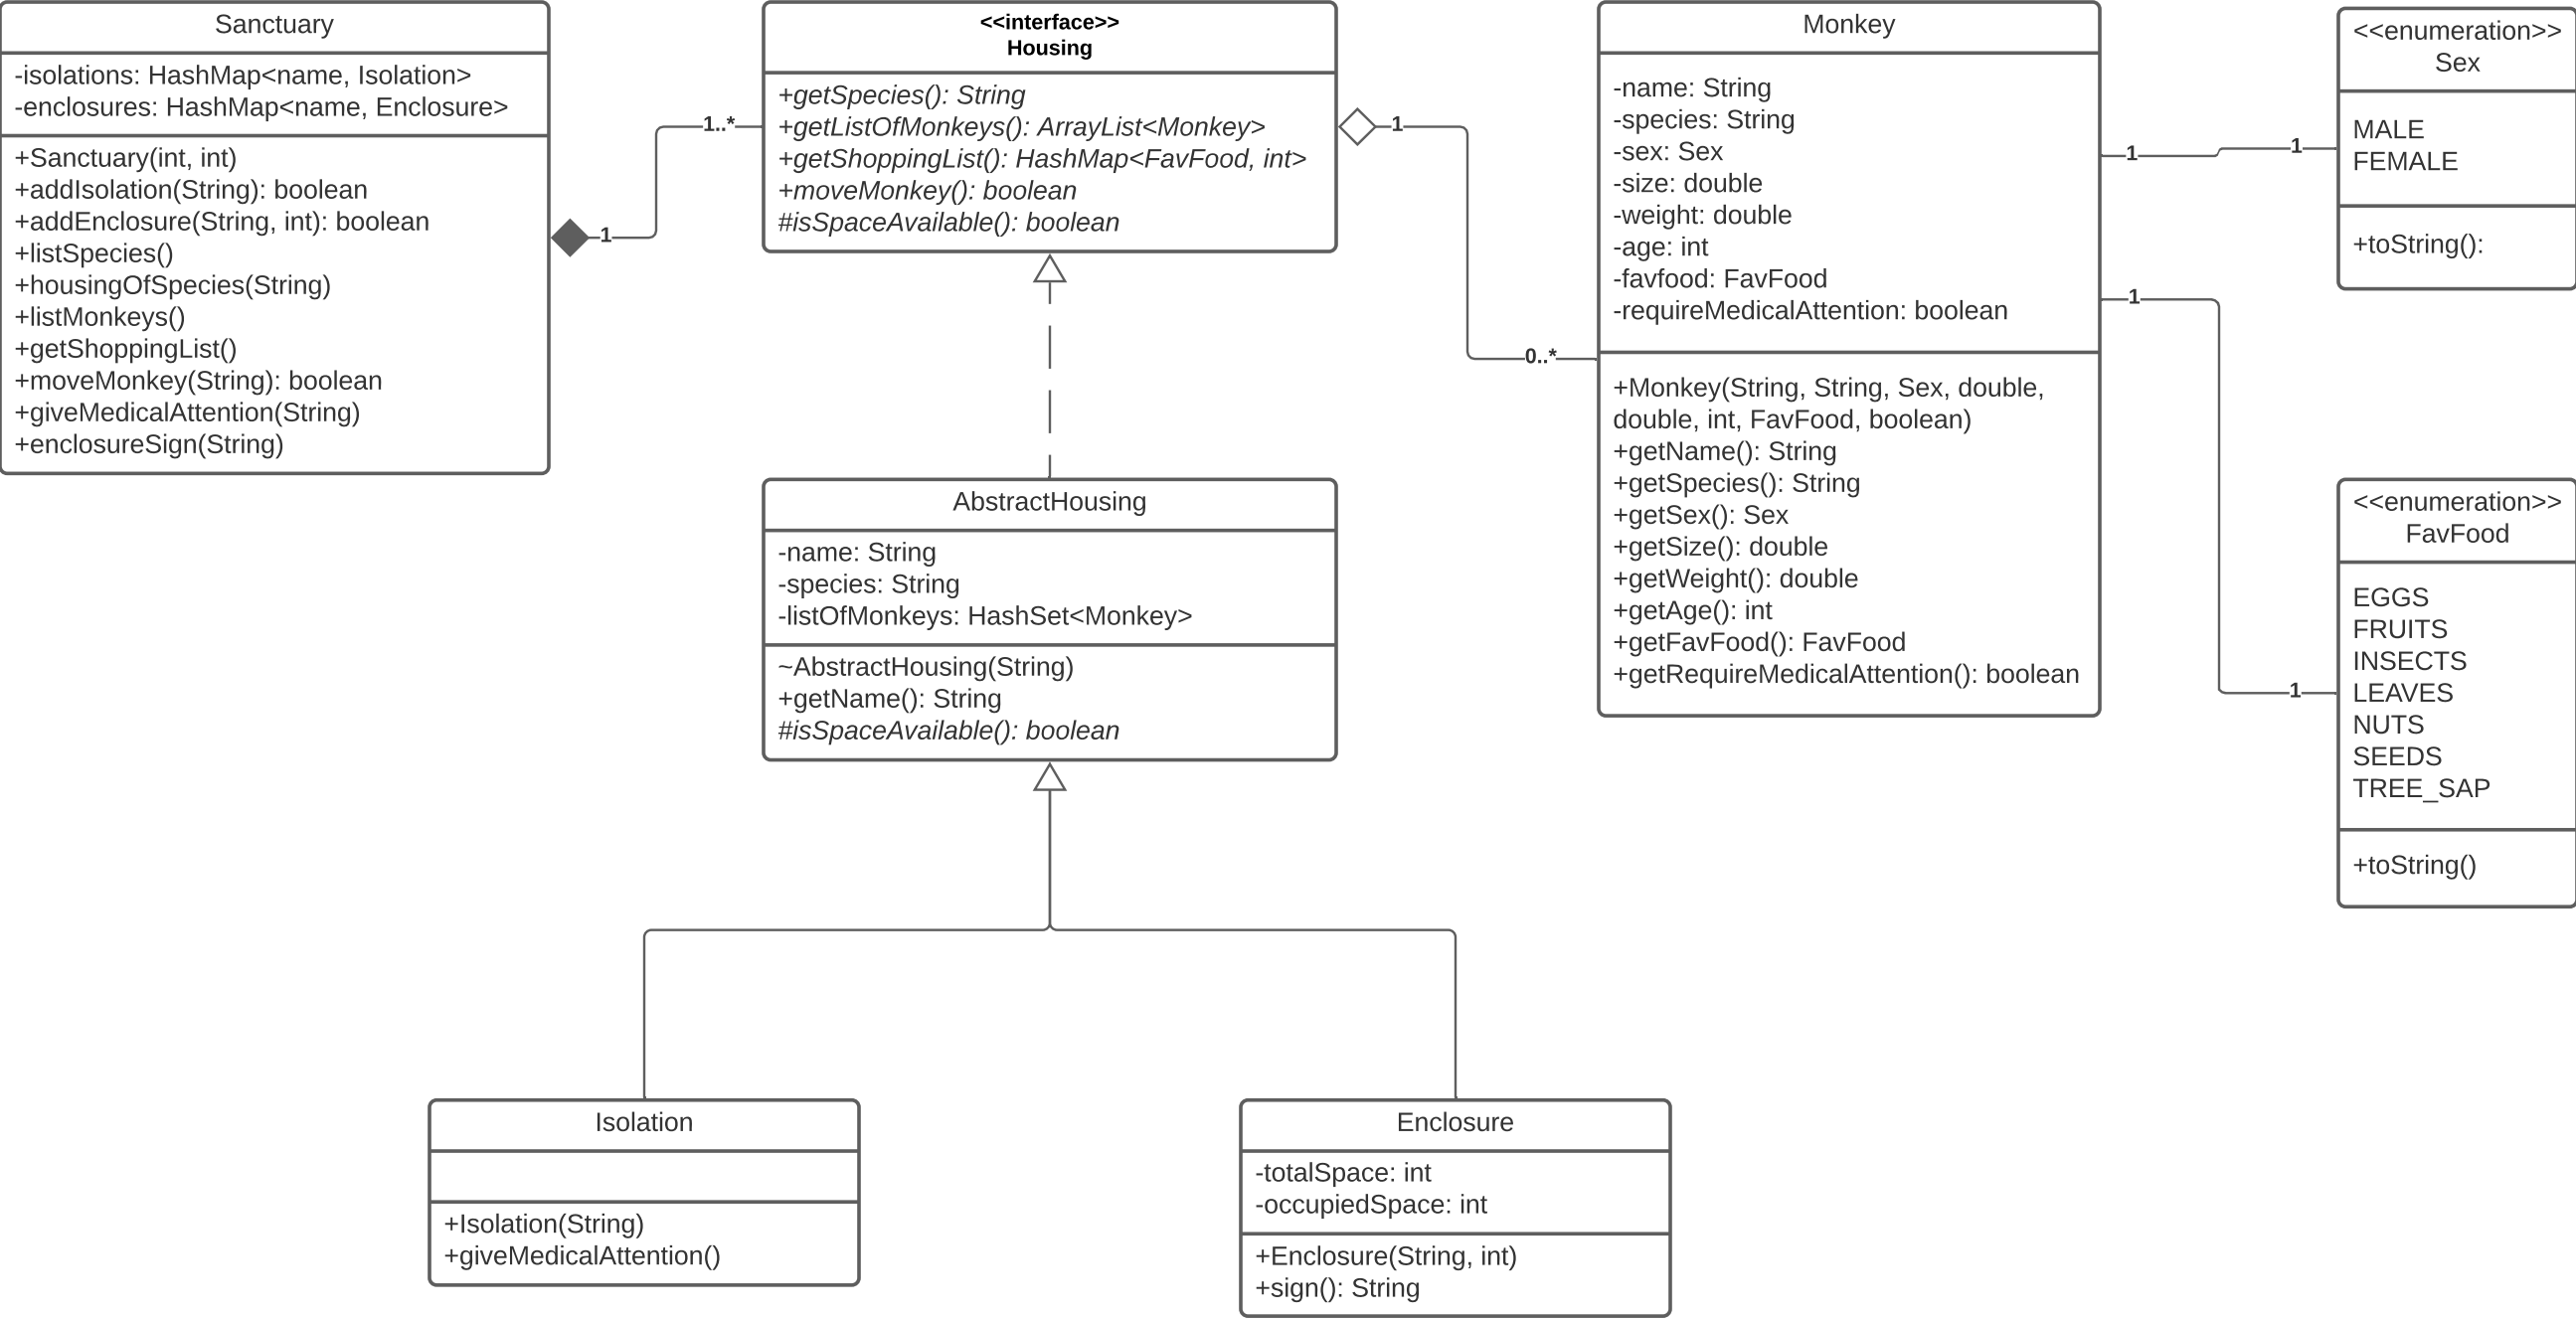 Sanctuary
-isolations: HashMap<name, Isolation>
-enclosures: HashMap<name, Enclosure>
+Sanctuary(int, int)
+addIsolation(String): boolean
+addEnclosure(String, int): boolean
+listSpecies()
+housingOfSpecies(String)
+listMonkeys()
+getShoppingList()
+moveMonkey(String): boolean
+giveMedicalAttention(String)
+enclosureSign(String)
1
1..*
<<interface>>
Housing
+getSpecies(): String
+getListOfMonkeys(): ArrayList<Monkey>
+getShoppingList(): HashMap<FavFood, int>
+moveMonkey(): boolean
#isSpaceAvailable(): boolean
1
0..*
Monkey
-name: String
-species: String
-sex: Sex
-size: double
-weight: double
-age: int
-favfood: FavFood
-requireMedicalAttention: boolean
+Monkey(String, String, Sex, double,
double, int, FavFood, boolean)
+getName(): String
+getSpecies(): String
+getSex(): Sex
+getSize(): double
+getWeight(): double
+getAge(): int
+getFavFood(): FavFood
+getRequireMedicalAttention(): boolean
1
1
<<enumeration>>
Sex
MALE
FEMALE
+toString():
1
1
<<enumeration>>
FavFood
EGGS
FRUITS
INSECTS
LEAVES
NUTS
SEEDS
TREE_SAP
+toString()
AbstractHousing
-name: String
-species: String
-listOfMonkeys: HashSet<Monkey>
~AbstractHousing(String)
+getName(): String
#isSpaceAvailable(): boolean
Isolation
+Isolation(String)
+giveMedicalAttention()
Enclosure
-totalSpace: int
-occupiedSpace: int
+Enclosure(String, int)
+sign(): String